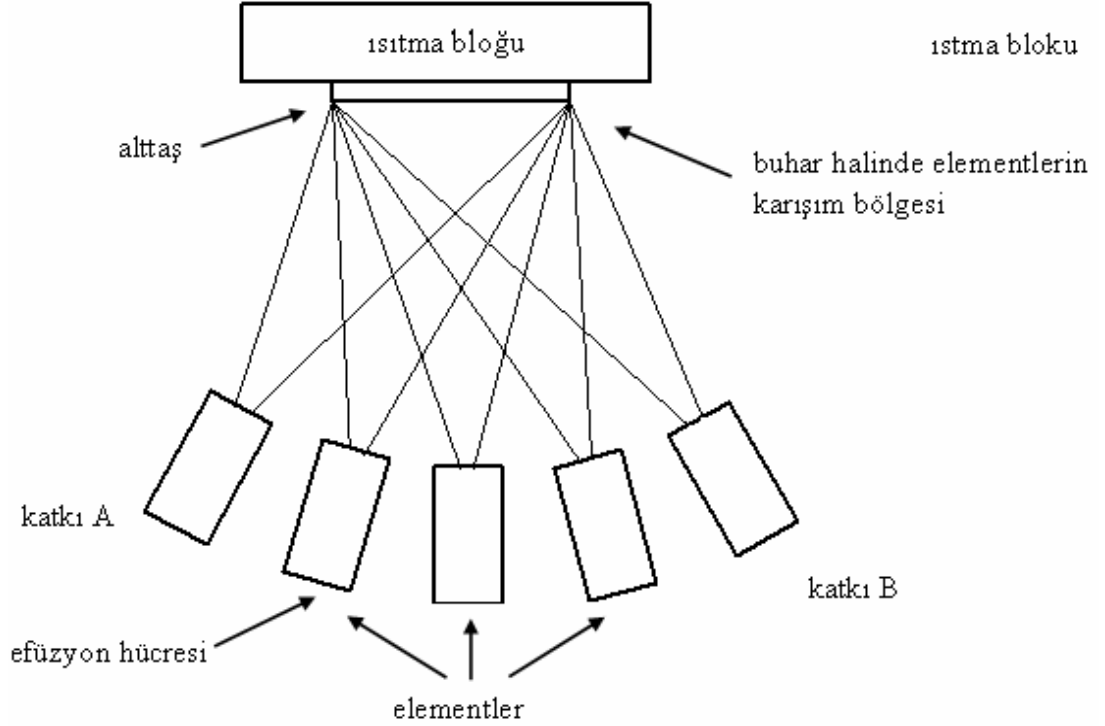 ısıtma bloğu
ıstma bloku
alttaş
buhar halinde elementlerin
karışım bölgesi
katkı A
katkı B
efüzyon hücresi
elementler